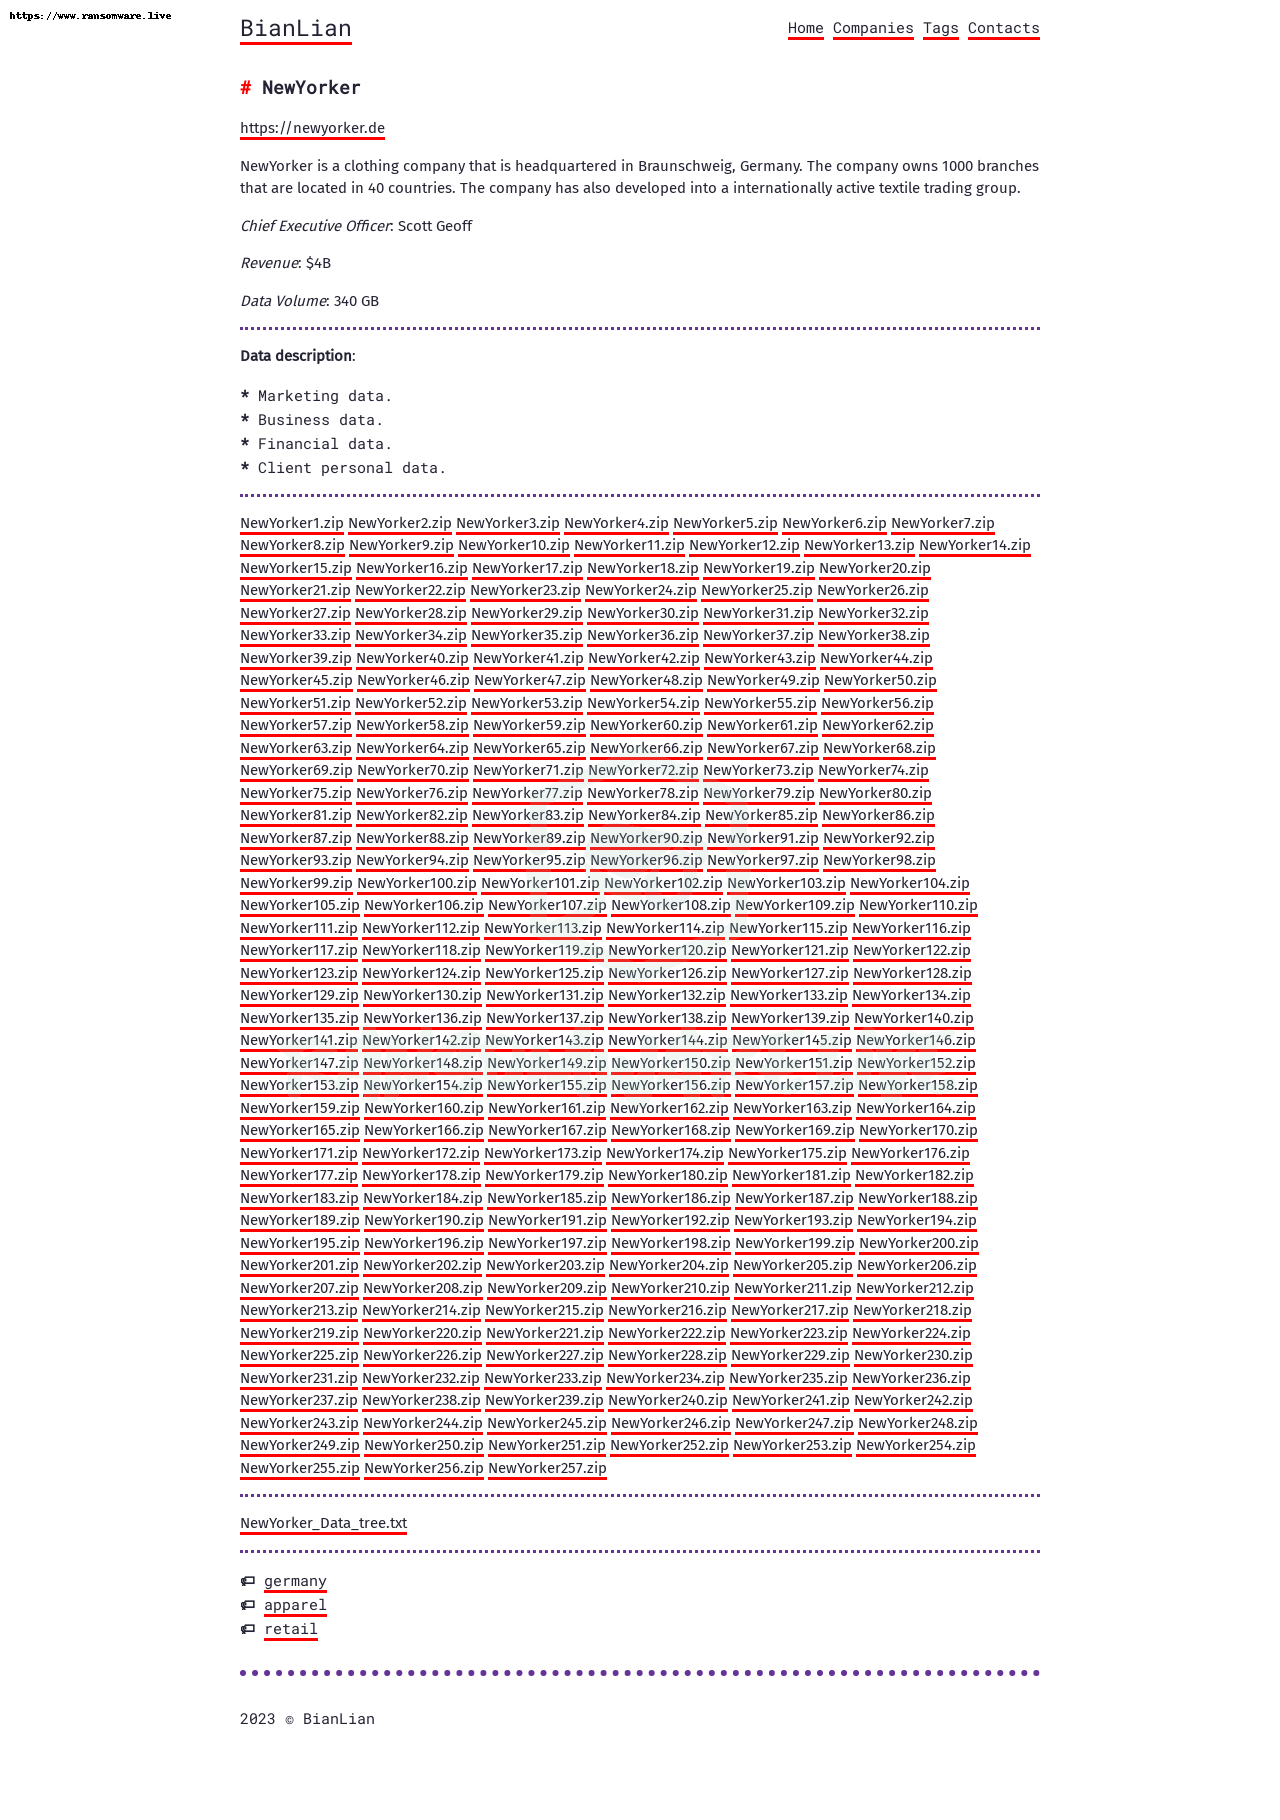 https://www.ransomware.live
BianLian
Home Companies Tags Contacts
# NewYorker
https://newyorker.de
NewYorker is a clothing company that is headquartered in Braunschweig, Germany. The company owns 1000 branches
that are located in 40 countries. The company has also developed into a internationally active textile trading group.
Chief Executive Officer: Scott Geoff
Revenue: $4B
Data Volume: 340 GB
Data description:
* Marketing data.
* Business data.
* Financial data.
* Client personal data.
NewYorker1.zip NewYorker2.zip NewYorker3.zip NewYorker4.zip NewYorker5.zip NewYorker6.zip NewYorker7.zip
NewYorker8.zip NewYorker9.zip NewYorker10.zip NewYorker11.zip NewYorker12.zip NewYorker13.zip NewYorker14.zip
NewYorker15.zip NewYorker16.zip NewYorker17.zip NewYorker18.zip NewYorker19.zip NewYorker20.zip
NewYorker21.zip NewYorker22.zip NewYorker23.zip NewYorker24.zip NewYorker25.zip NewYorker26.zip
NewYorker27.zip NewYorker28.zip NewYorker29.zip NewYorker30.zip NewYorker31.zip NewYorker32.zip
NewYorker33.zip NewYorker34.zip NewYorker35.zip NewYorker36.zip NewYorker37.zip NewYorker38.zip
NewYorker39.zip NewYorker40.zip NewYorker41.zip NewYorker42.zip NewYorker43.zip NewYorker44.zip
NewYorker45.zip NewYorker46.zip NewYorker47.zip NewYorker48.zip NewYorker49.zip NewYorker50.zip
NewYorker51.zip NewYorker52.zip NewYorker53.zip NewYorker54.zip NewYorker55.zip NewYorker56.zip
NewYorker57.zip NewYorker58.zip NewYorker59.zip NewYorker60.zip NewYorker61.zip NewYorker62.zip
NewYorker63.zip NewYorker64.zip NewYorker65.zip NewYorker66.zip NewYorker67.zip NewYorker68.zip
NewYorker69.zip NewYorker70.zip NewYorker71.zip NewYorker72.zip NewYorker73.zip NewYorker74.zip
NewYorker75.zip NewYorker76.zip NewYorker77.zip NewYorker78.zip NewYorker79.zip NewYorker80.zip
NewYorker81.zip NewYorker82.zip NewYorker83.zip NewYorker84.zip NewYorker85.zip NewYorker86.zip
NewYorker87.zip NewYorker88.zip NewYorker89.zip NewYorker90.zip NewYorker91.zip NewYorker92.zip
NewYorker93.zip NewYorker94.zip NewYorker95.zip NewYorker96.zip NewYorker97.zip NewYorker98.zip
NewYorker99.zip NewYorker100.zip NewYorker101.zip NewYorker102.zip NewYorker103.zip NewYorker104.zip
NewYorker105.zip NewYorker106.zip NewYorker107.zip NewYorker108.zip NewYorker109.zip NewYorker110.zip
NewYorker111.zip NewYorker112.zip NewYorker113.zip NewYorker114.zip NewYorker115.zip NewYorker116.zip
NewYorker117.zip NewYorker118.zip NewYorker119.zip NewYorker120.zip NewYorker121.zip NewYorker122.zip
NewYorker123.zip NewYorker124.zip NewYorker125.zip NewYorker126.zip NewYorker127.zip NewYorker128.zip
NewYorker129.zip NewYorker130.zip NewYorker131.zip NewYorker132.zip NewYorker133.zip NewYorker134.zip
NewYorker135.zip NewYorker136.zip NewYorker137.zip NewYorker138.zip NewYorker139.zip NewYorker140.zip
NewYorker141.zip NewYorker142.zip NewYorker143.zip NewYorker144.zip NewYorker145.zip NewYorker146.zip
NewYorker147.zip NewYorker148.zip NewYorker149.zip NewYorker150.zip NewYorker151.zip NewYorker152.zip
NewYorker153.zip NewYorker154.zip NewYorker155.zip NewYorker156.zip NewYorker157.zip NewYorker158.zip
NewYorker159.zip NewYorker160.zip NewYorker161.zip NewYorker162.zip NewYorker163.zip NewYorker164.zip
NewYorker165.zip NewYorker166.zip NewYorker167.zip NewYorker168.zip NewYorker169.zip NewYorker170.zip
NewYorker171.zip NewYorker172.zip NewYorker173.zip NewYorker174.zip NewYorker175.zip NewYorker176.zip
NewYorker177.zip NewYorker178.zip NewYorker179.zip NewYorker180.zip NewYorker181.zip NewYorker182.zip
NewYorker183.zip NewYorker184.zip NewYorker185.zip NewYorker186.zip NewYorker187.zip NewYorker188.zip
NewYorker189.zip NewYorker190.zip NewYorker191.zip NewYorker192.zip NewYorker193.zip NewYorker194.zip
NewYorker195.zip NewYorker196.zip NewYorker197.zip NewYorker198.zip NewYorker199.zip NewYorker200.zip
NewYorker201.zip NewYorker202.zip NewYorker203.zip NewYorker204.zip NewYorker205.zip NewYorker206.zip
NewYorker207.zip NewYorker208.zip NewYorker209.zip NewYorker210.zip NewYorker211.zip NewYorker212.zip
NewYorker213.zip NewYorker214.zip NewYorker215.zip NewYorker216.zip NewYorker217.zip NewYorker218.zip
NewYorker219.zip NewYorker220.zip NewYorker221.zip NewYorker222.zip NewYorker223.zip NewYorker224.zip
NewYorker225.zip NewYorker226.zip NewYorker227.zip NewYorker228.zip NewYorker229.zip NewYorker230.zip
NewYorker231.zip NewYorker232.zip NewYorker233.zip NewYorker234.zip NewYorker235.zip NewYorker236.zip
NewYorker237.zip NewYorker238.zip NewYorker239.zip NewYorker240.zip NewYorker241.zip NewYorker242.zip
NewYorker243.zip NewYorker244.zip NewYorker245.zip NewYorker246.zip NewYorker247.zip NewYorker248.zip
NewYorker249.zip NewYorker250.zip NewYorker251.zip NewYorker252.zip NewYorker253.zip NewYorker254.zip
NewYorker255.zip NewYorker256.zip NewYorker257.zip
NewYorker_Data_tree.txt
germany
apparel
retail
2023 © BianLian